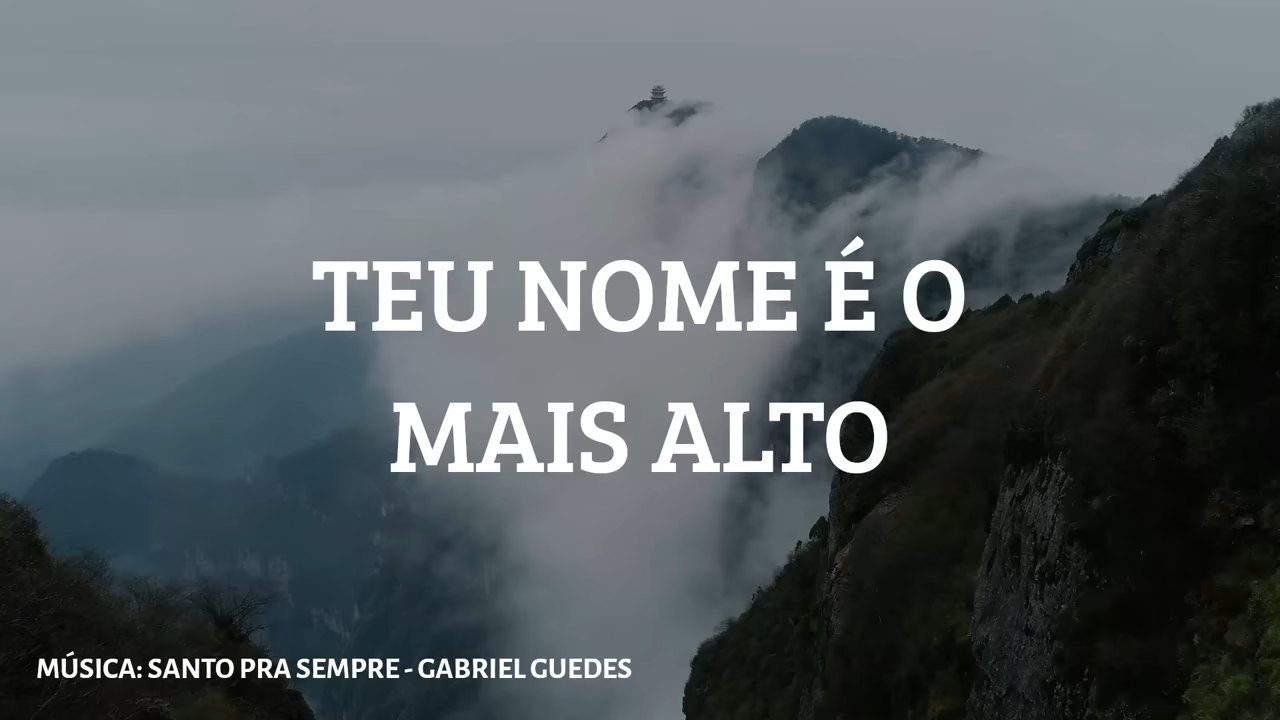 TEU NOME É O
MAIS ALTO
MÚSICA: SANTO PRA SEMPRE - GABRIEL GUEDES